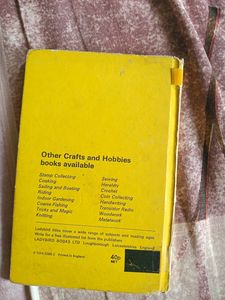 Other Crafts and Hobbies
books available
Stamp Collecting
Cooking
Sailing and Boating
Riding
Indoor Gardening
Coarse Fishing
Tricks and Magic
Knitting
Sewing
Heraldry
Crochet
Coin Collecting
Handwriting
Transistor Radio
Woodwork
Metalwork
Ladybird titles cover a wide range of subjects and reading ages.
Write for a free illustrated list from the publishers
LADYBIRD BOOKS LTD Loughborough Leicestershire England
Printed in England
40p
NET